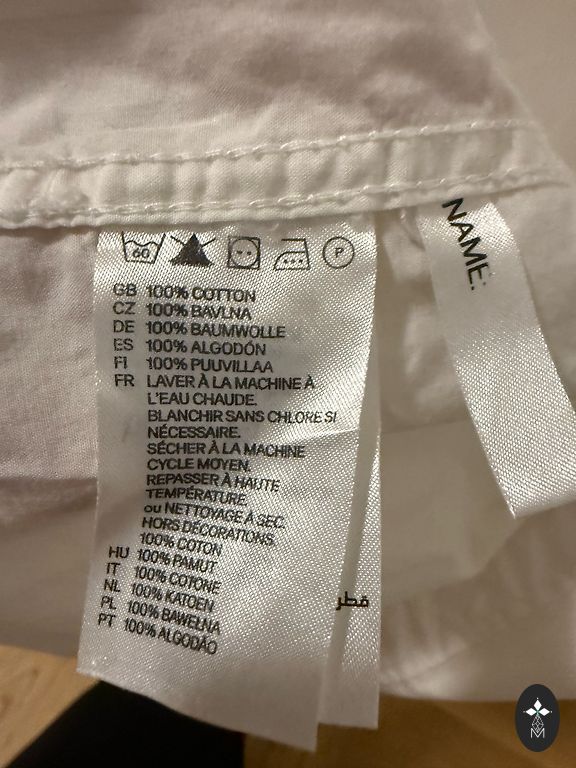 60
P
GB 100% COTTON
CZ 100% BAVLNA
DE 100% BAUMWOLLE
ES 100% ALGODÓN
FI 100% PUUVILLAA
FR LAVER À LA MACHINE À
L'EAU CHAUDE.
BLANCHIR SANS CHLORE SI
NÉCESSAIRE.
SÉCHER À LA MACHINE
CYCLE MOYEN.
REPASSER À HAUTE
TEMPÉRATURE.
ou NETTOYAGE À SEC.
HORS DÉCORATIONS.
100% COTON
HU 100% PAMUT
IT 100% COTONE
NL 100% KATOEN
PL 100% BAWEŁNA
PT 100% ALGODÃO
NAME:
قطر
M